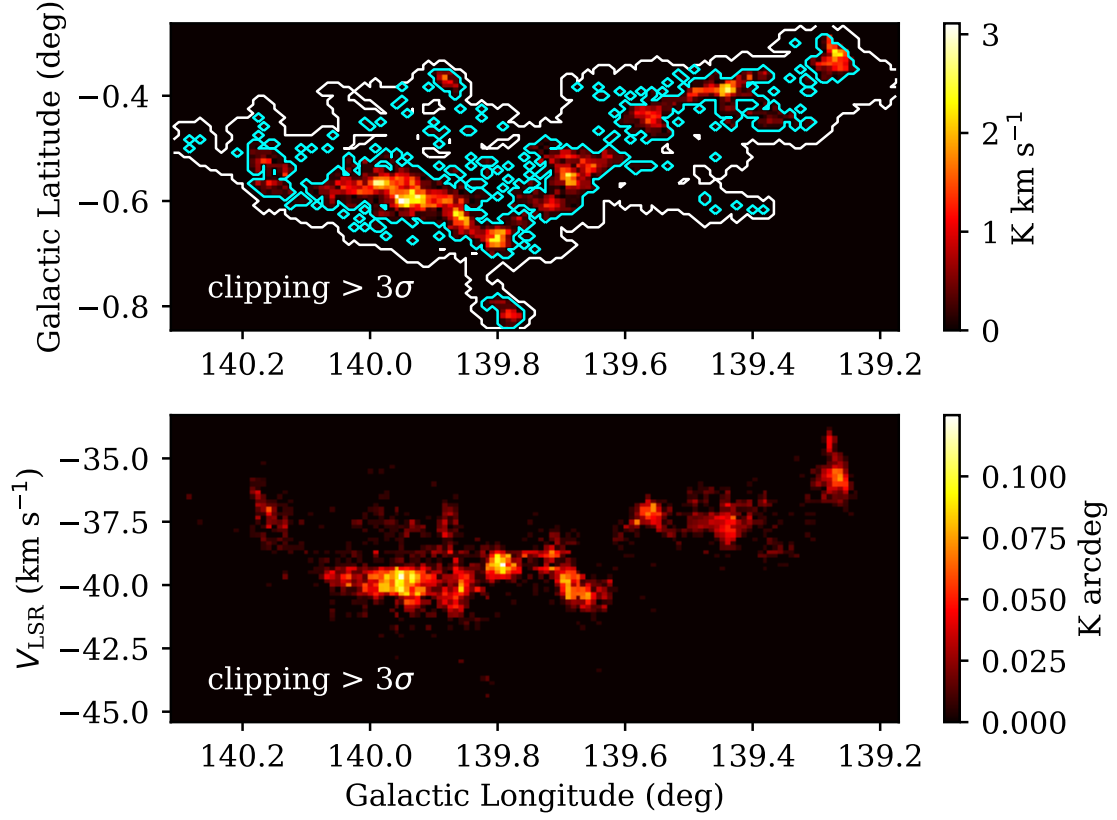 Galactic Latitude (deg)
−0.4
−0.6
−0.8
clipping > 3σ
140.2 140.0 139.8 139.6 139.4 139.2
3
2
1
0
K km s⁻¹
V_LSR (km s⁻¹)
−35.0
−37.5
−40.0
−42.5
−45.0
clipping > 3σ
140.2 140.0 139.8 139.6 139.4 139.2
Galactic Longitude (deg)
0.100
0.075
0.050
0.025
0.000
K arcdeg